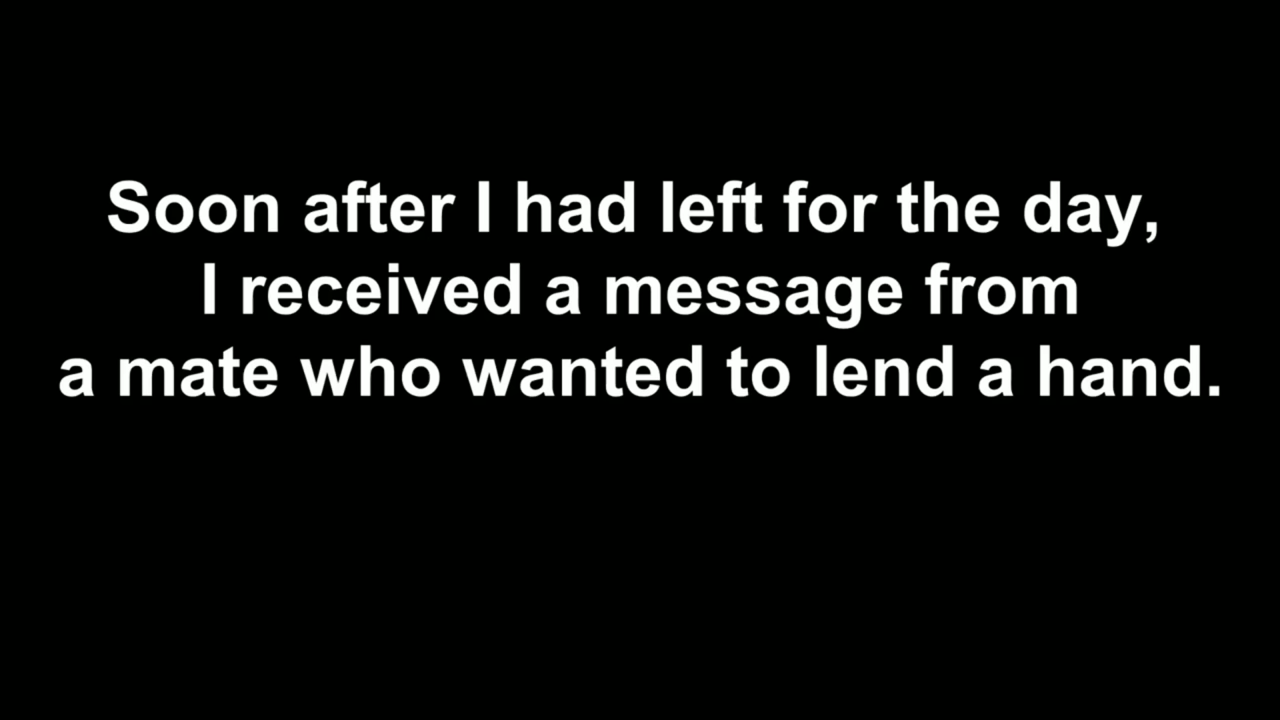 Soon after I had left for the day,
I received a message from
a mate who wanted to lend a hand.